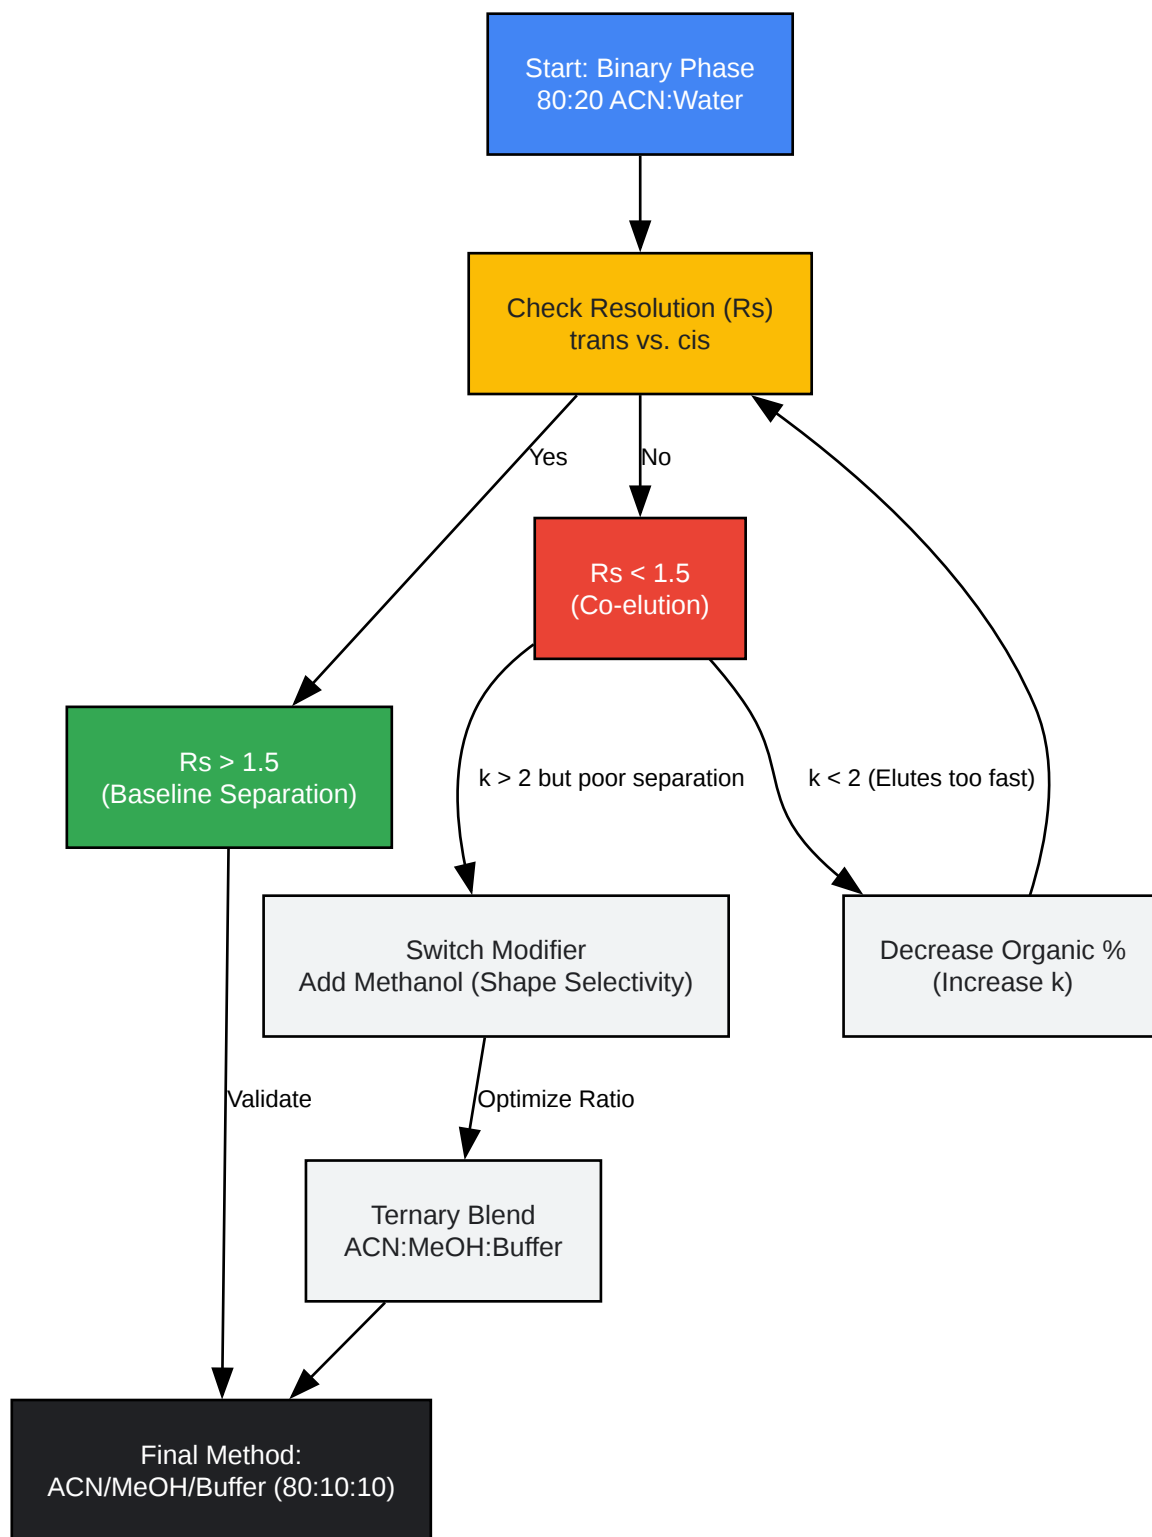 Start: Binary Phase
80:20 ACN:Water
Check Resolution (Rs)
trans vs. cis
Yes
No
Rs < 1.5
(Co-elution)
Rs > 1.5
(Baseline Separation)
k > 2 but poor separation
k < 2 (Elutes too fast)
Switch Modifier
Add Methanol (Shape Selectivity)
Decrease Organic %
(Increase k)
Validate
Optimize Ratio
Ternary Blend
ACN:MeOH:Buffer
Final Method:
ACN/MeOH/Buffer (80:10:10)